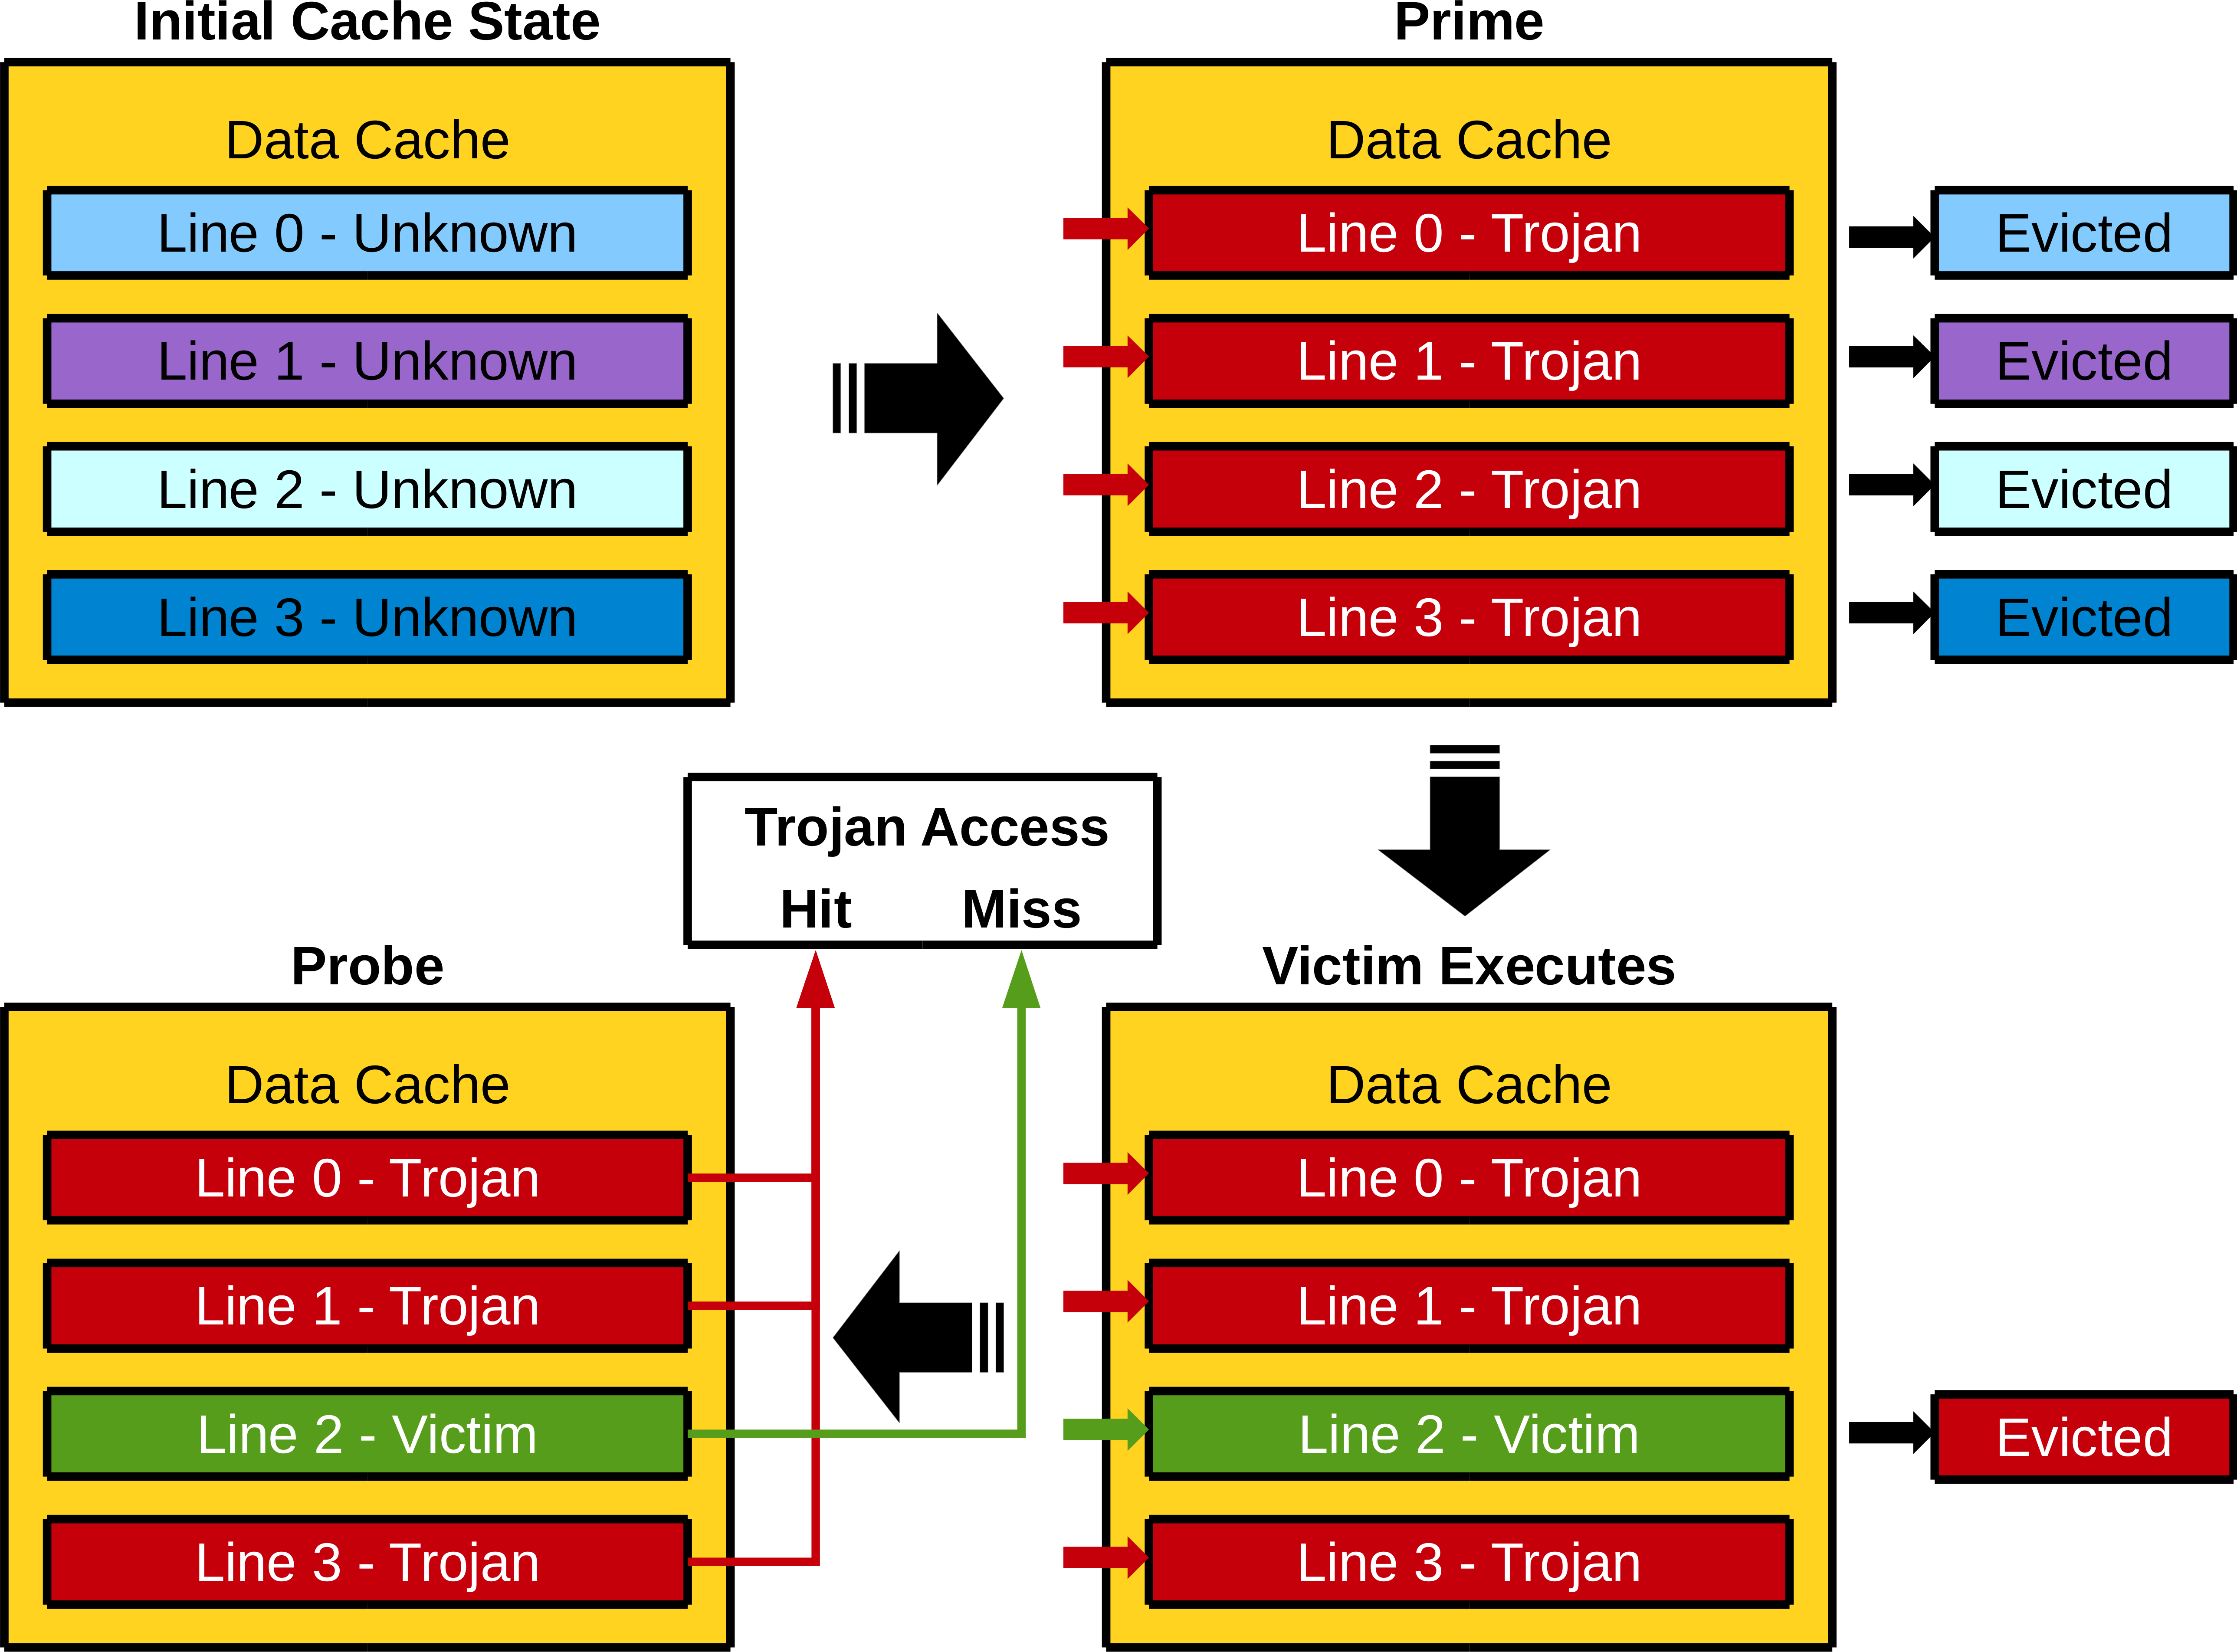 Initial Cache State
Data Cache
Line 0 - Unknown
Line 1 - Unknown
Line 2 - Unknown
Line 3 - Unknown
Prime
Data Cache
Line 0 - Trojan
Evicted
Line 1 - Trojan
Evicted
Line 2 - Trojan
Evicted
Line 3 - Trojan
Evicted
Trojan Access
Hit Miss
Victim Executes
Data Cache
Line 0 - Trojan
Line 1 - Trojan
Line 2 - Victim
Evicted
Line 3 - Trojan
Probe
Data Cache
Line 0 - Trojan
Line 1 - Trojan
Line 2 - Victim
Line 3 - Trojan